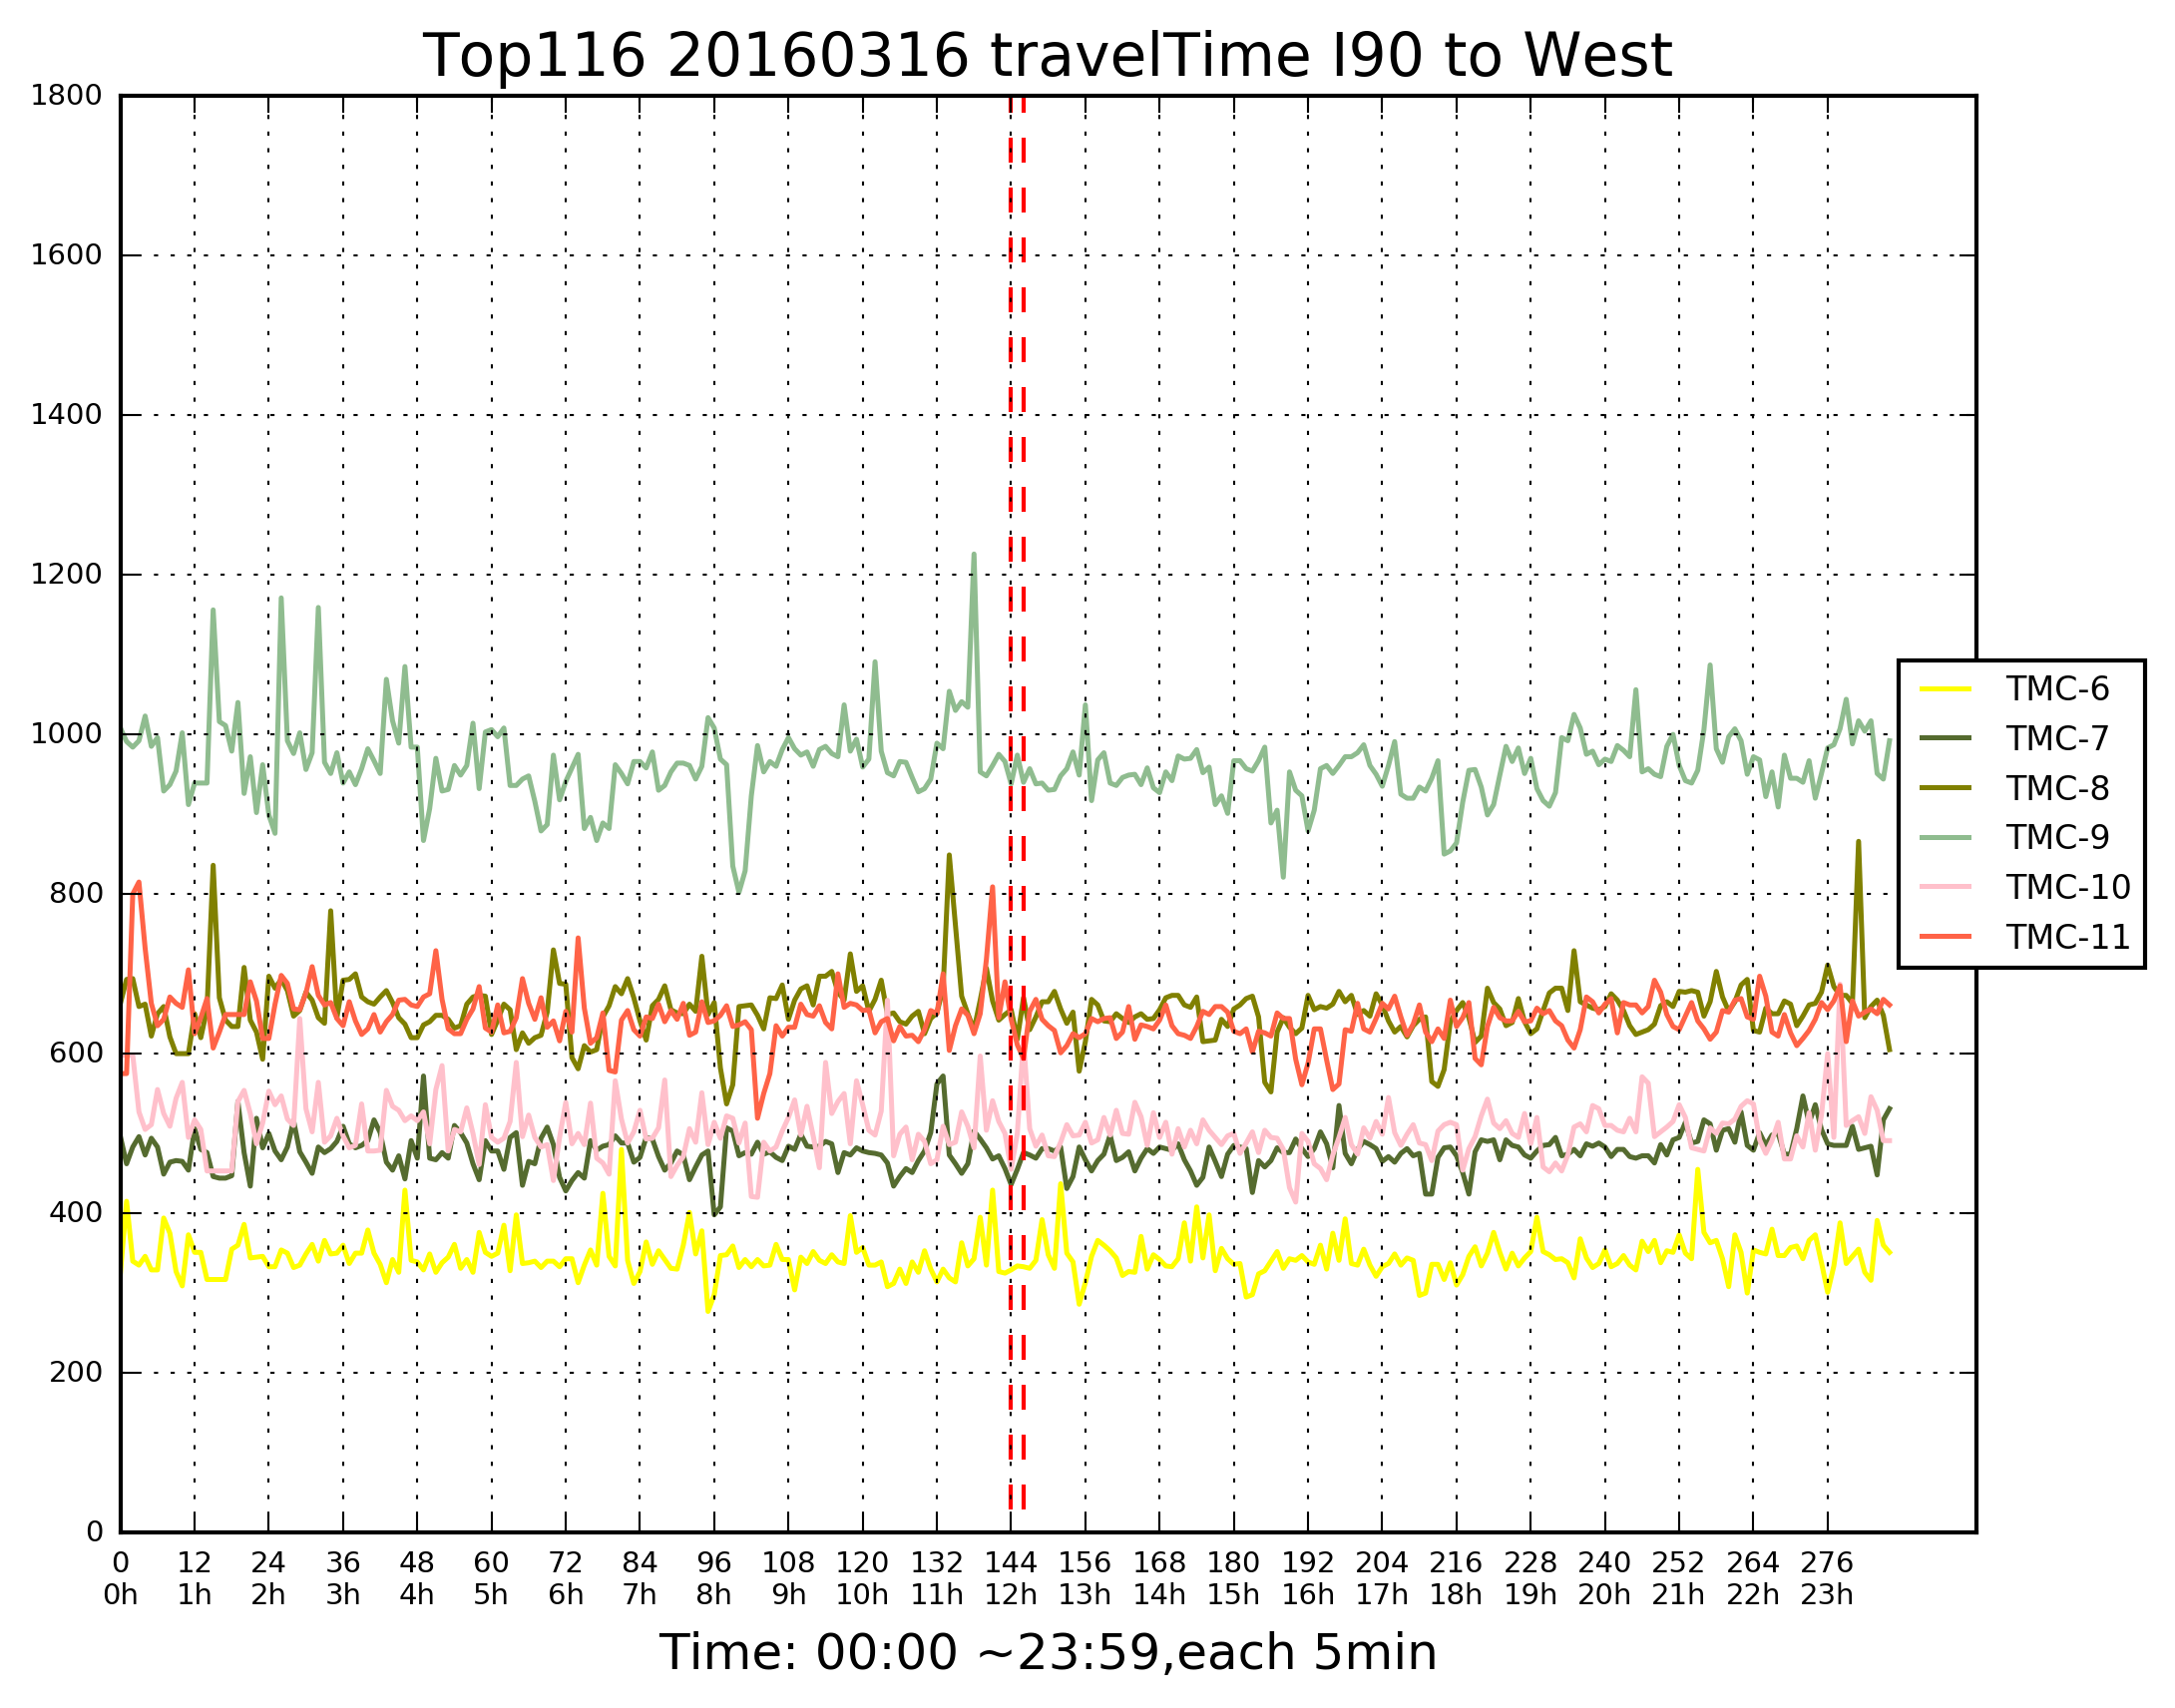 Top116 20160316 travelTime I90 to West
1800
1600
1400
1200
1000
800
600
400
200
0
TMC-6
TMC-7
TMC-8
TMC-9
TMC-10
TMC-11
0 12 24 36 48 60 72 84 96 108 120 132 144 156 168 180 192 204 216 228 240 252 264 276
0h 1h 2h 3h 4h 5h 6h 7h 8h 9h 10h 11h 12h 13h 14h 15h 16h 17h 18h 19h 20h 21h 22h 23h
Time: 00:00 ~23:59,each 5min